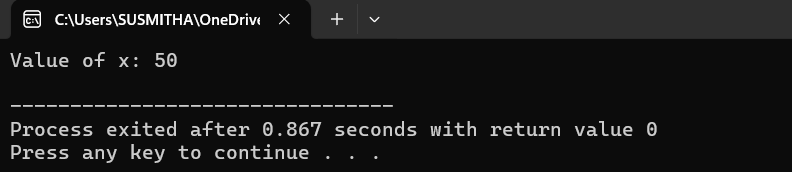 C:\Users\SUSMITHA\OneDrive
Value of x: 50
--------------------------------
Process exited after 0.867 seconds with return value 0
Press any key to continue . . .